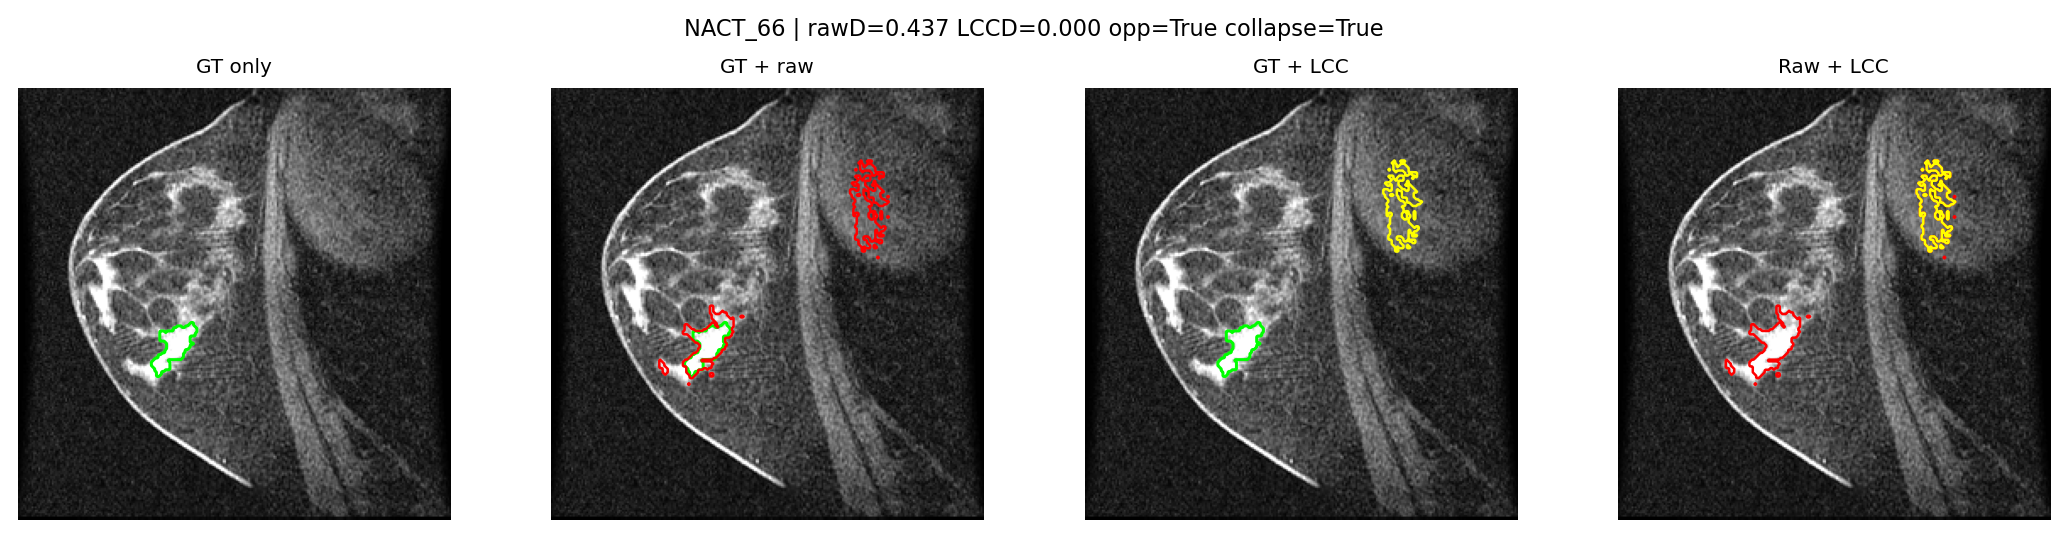 NACT_66 | rawD=0.437 LCCD=0.000 opp=True collapse=True
GT only
GT + raw
GT + LCC
Raw + LCC